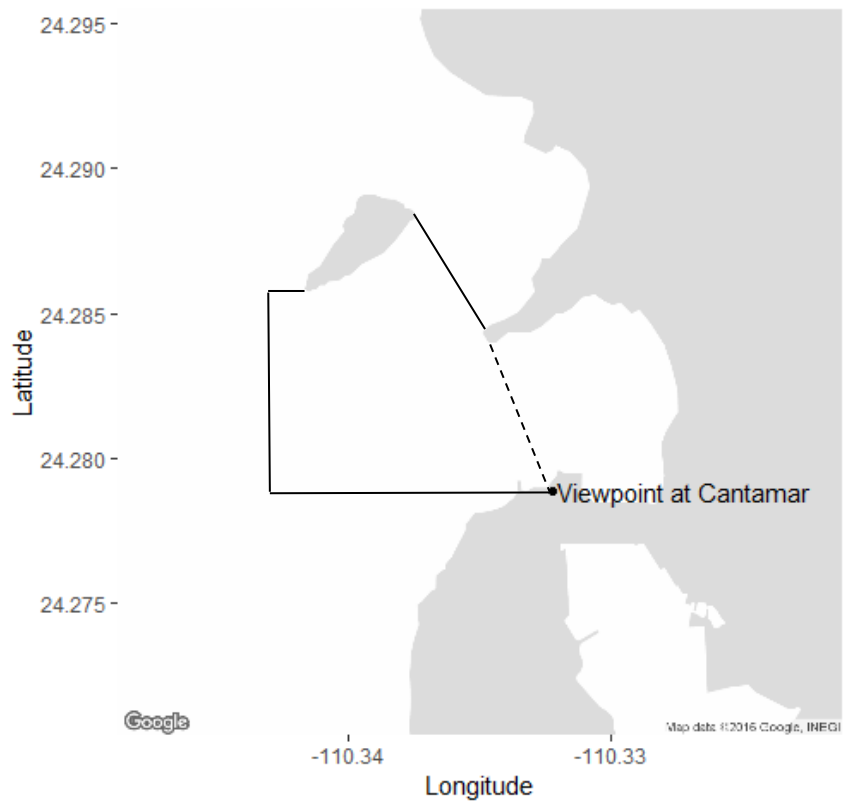 24.295
24.290
24.285
24.280
24.275
Latitude
Viewpoint at Cantamar
Google
Map data ©2016 Google, INEGI
-110.34
-110.33
Longitude